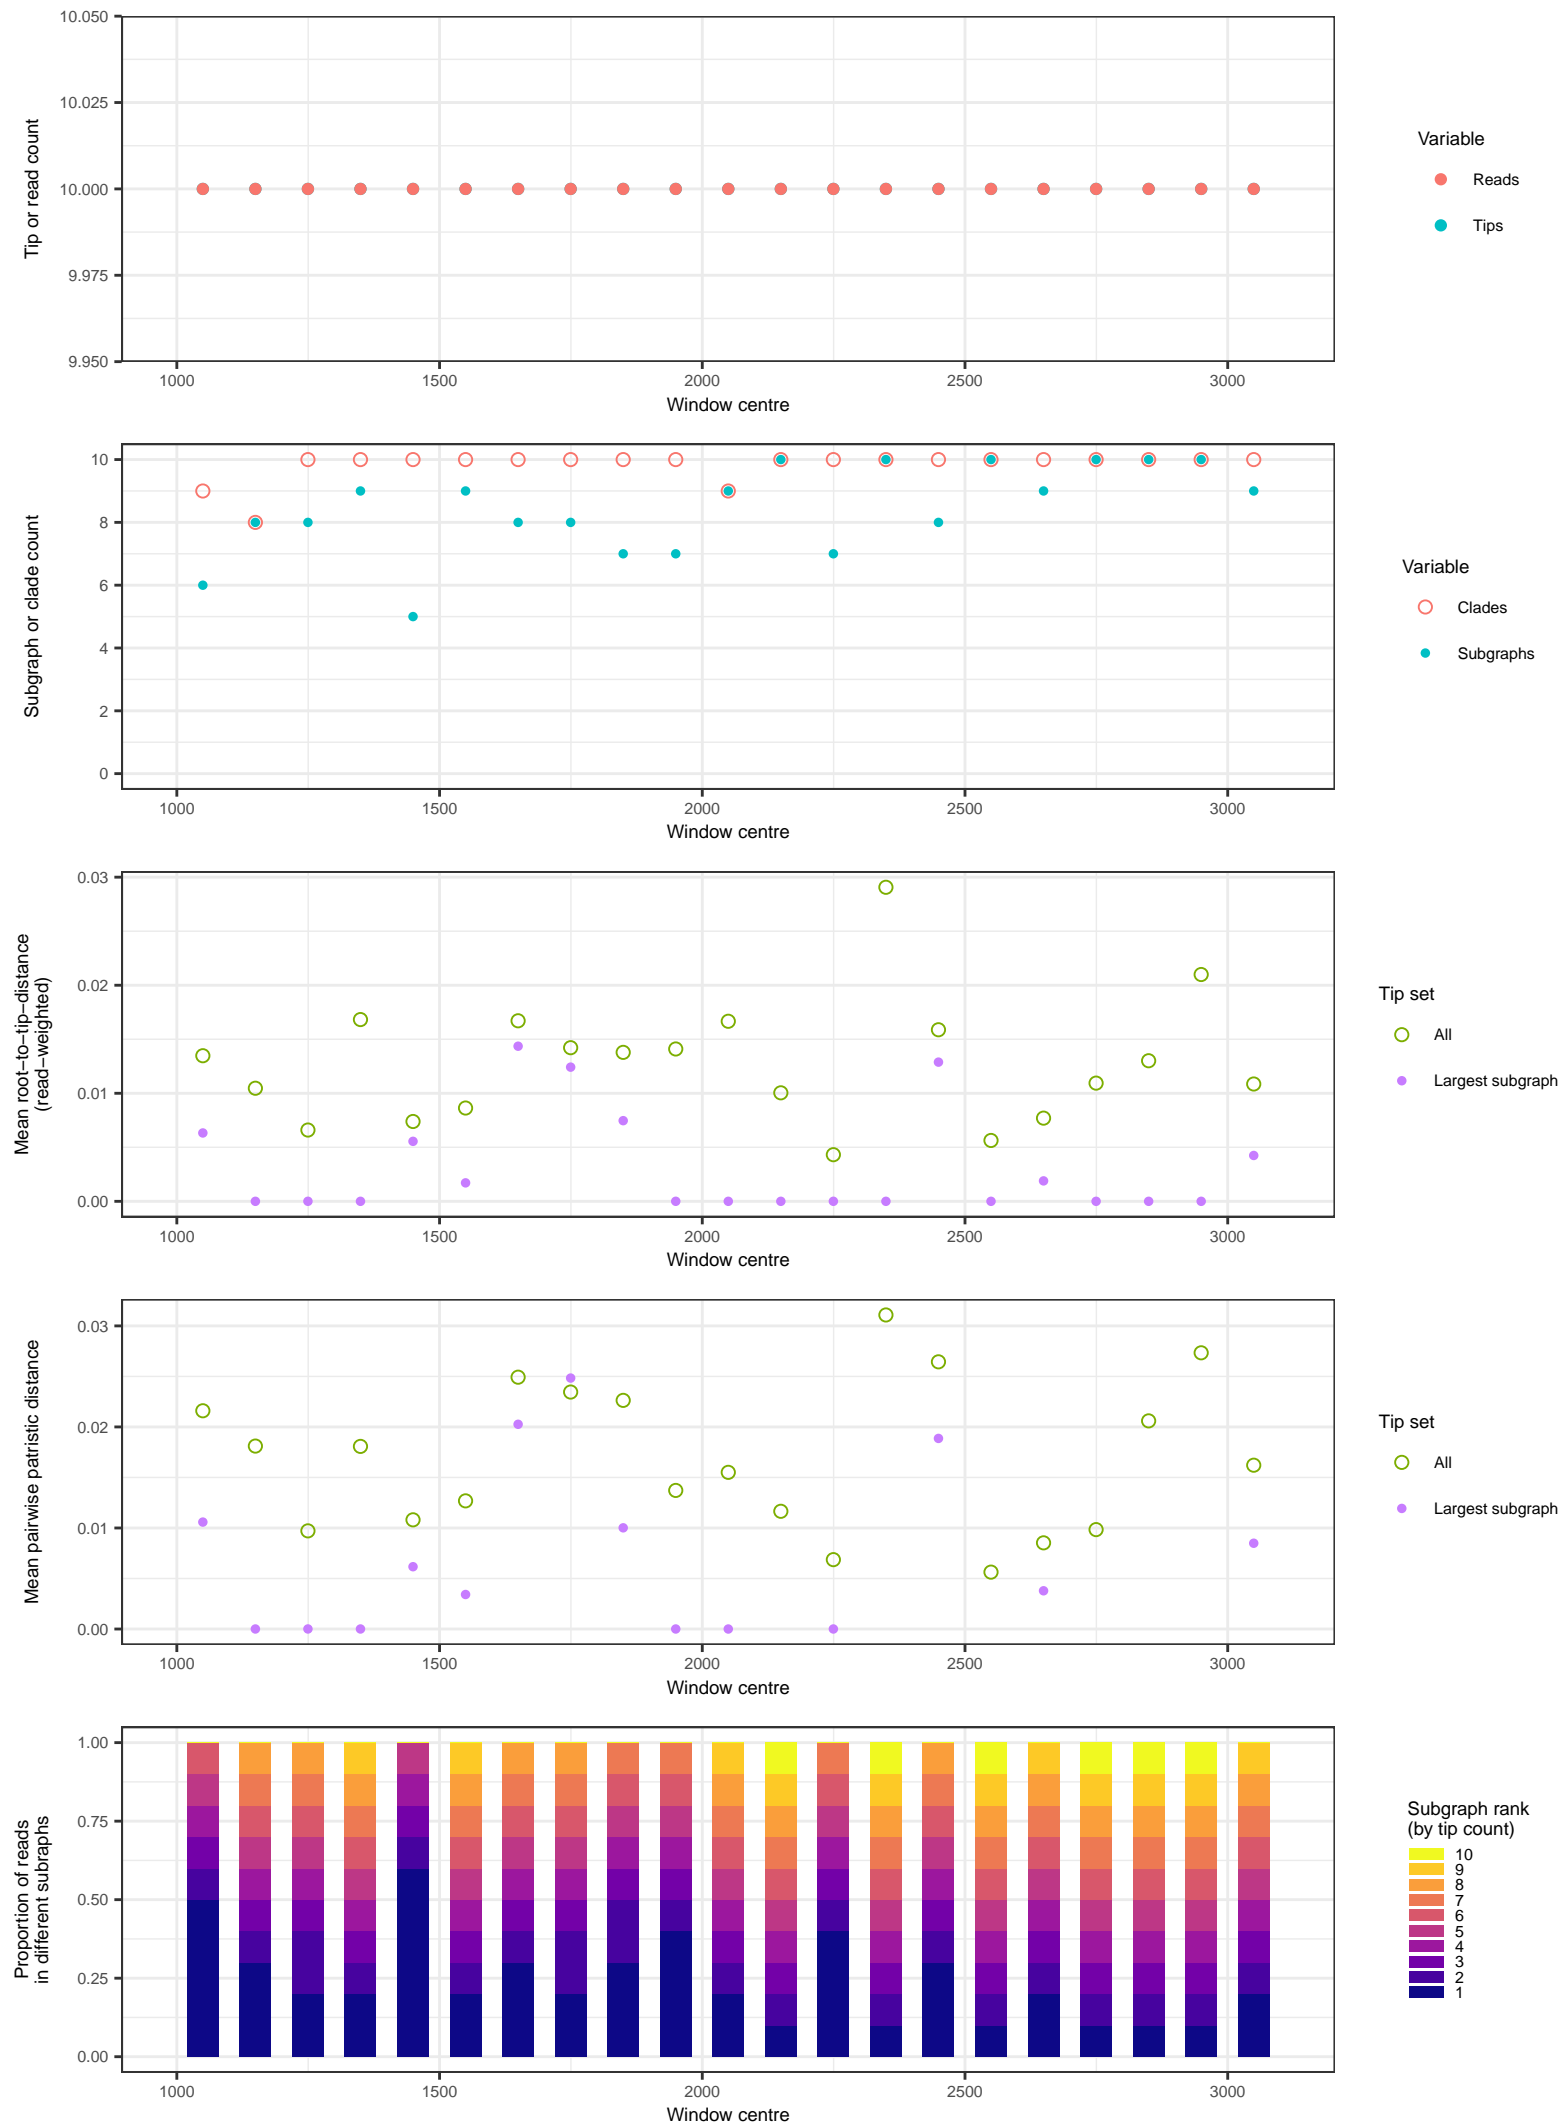 10.050
10.025
10.000
9.975
9.950
Tip or read count
1000 1500 2000 2500 3000
Window centre
Variable
Reads
Tips
10
8
6
4
2
0
Subgraph or clade count
1000 1500 2000 2500 3000
Window centre
Variable
Clades
Subgraphs
0.03
0.02
0.01
0.00
Mean root−to−tip−distance
(read−weighted)
1000 1500 2000 2500 3000
Window centre
Tip set
All
Largest subgraph
0.03
0.02
0.01
0.00
Mean pairwise patristic distance
1000 1500 2000 2500 3000
Window centre
Tip set
All
Largest subgraph
1.00
0.75
0.50
0.25
0.00
Proportion of reads
in different subraphs
1000 1500 2000 2500 3000
Window centre
Subgraph rank
(by tip count)
10
9
8
7
6
5
4
3
2
1